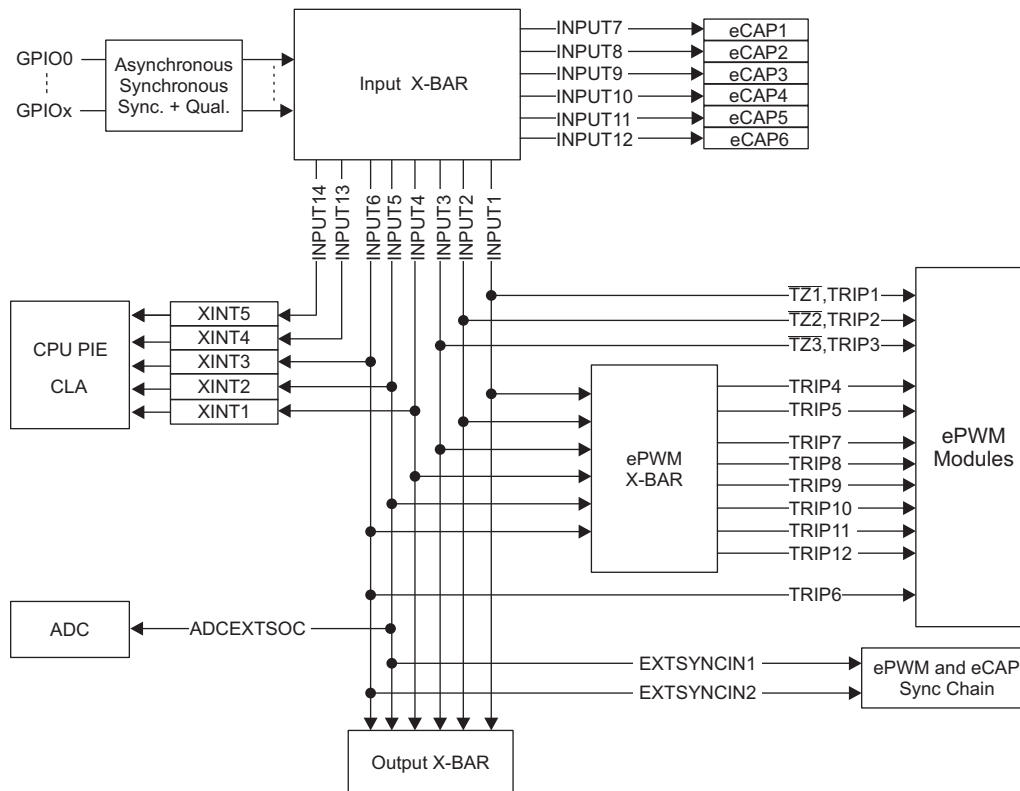 GPIO0
GPIOx
Asynchronous
Synchronous
Sync. + Qual.
Input X-BAR
INPUT7
INPUT8
INPUT9
INPUT10
INPUT11
INPUT12
eCAP1
eCAP2
eCAP3
eCAP4
eCAP5
eCAP6
INPUT14
INPUT13
INPUT6
INPUT5
INPUT4
INPUT3
INPUT2
INPUT1
CPU PIE
CLA
XINT5
XINT4
XINT3
XINT2
XINT1
TZ1,TRIP1
TZ2,TRIP2
TZ3,TRIP3
ePWM
X-BAR
TRIP4
TRIP5
TRIP7
TRIP8
TRIP9
TRIP10
TRIP11
TRIP12
TRIP6
ePWM
Modules
ADC
ADCEXTSOC
EXTSYNCIN1
EXTSYNCIN2
ePWM and eCAP
Sync Chain
Output X-BAR